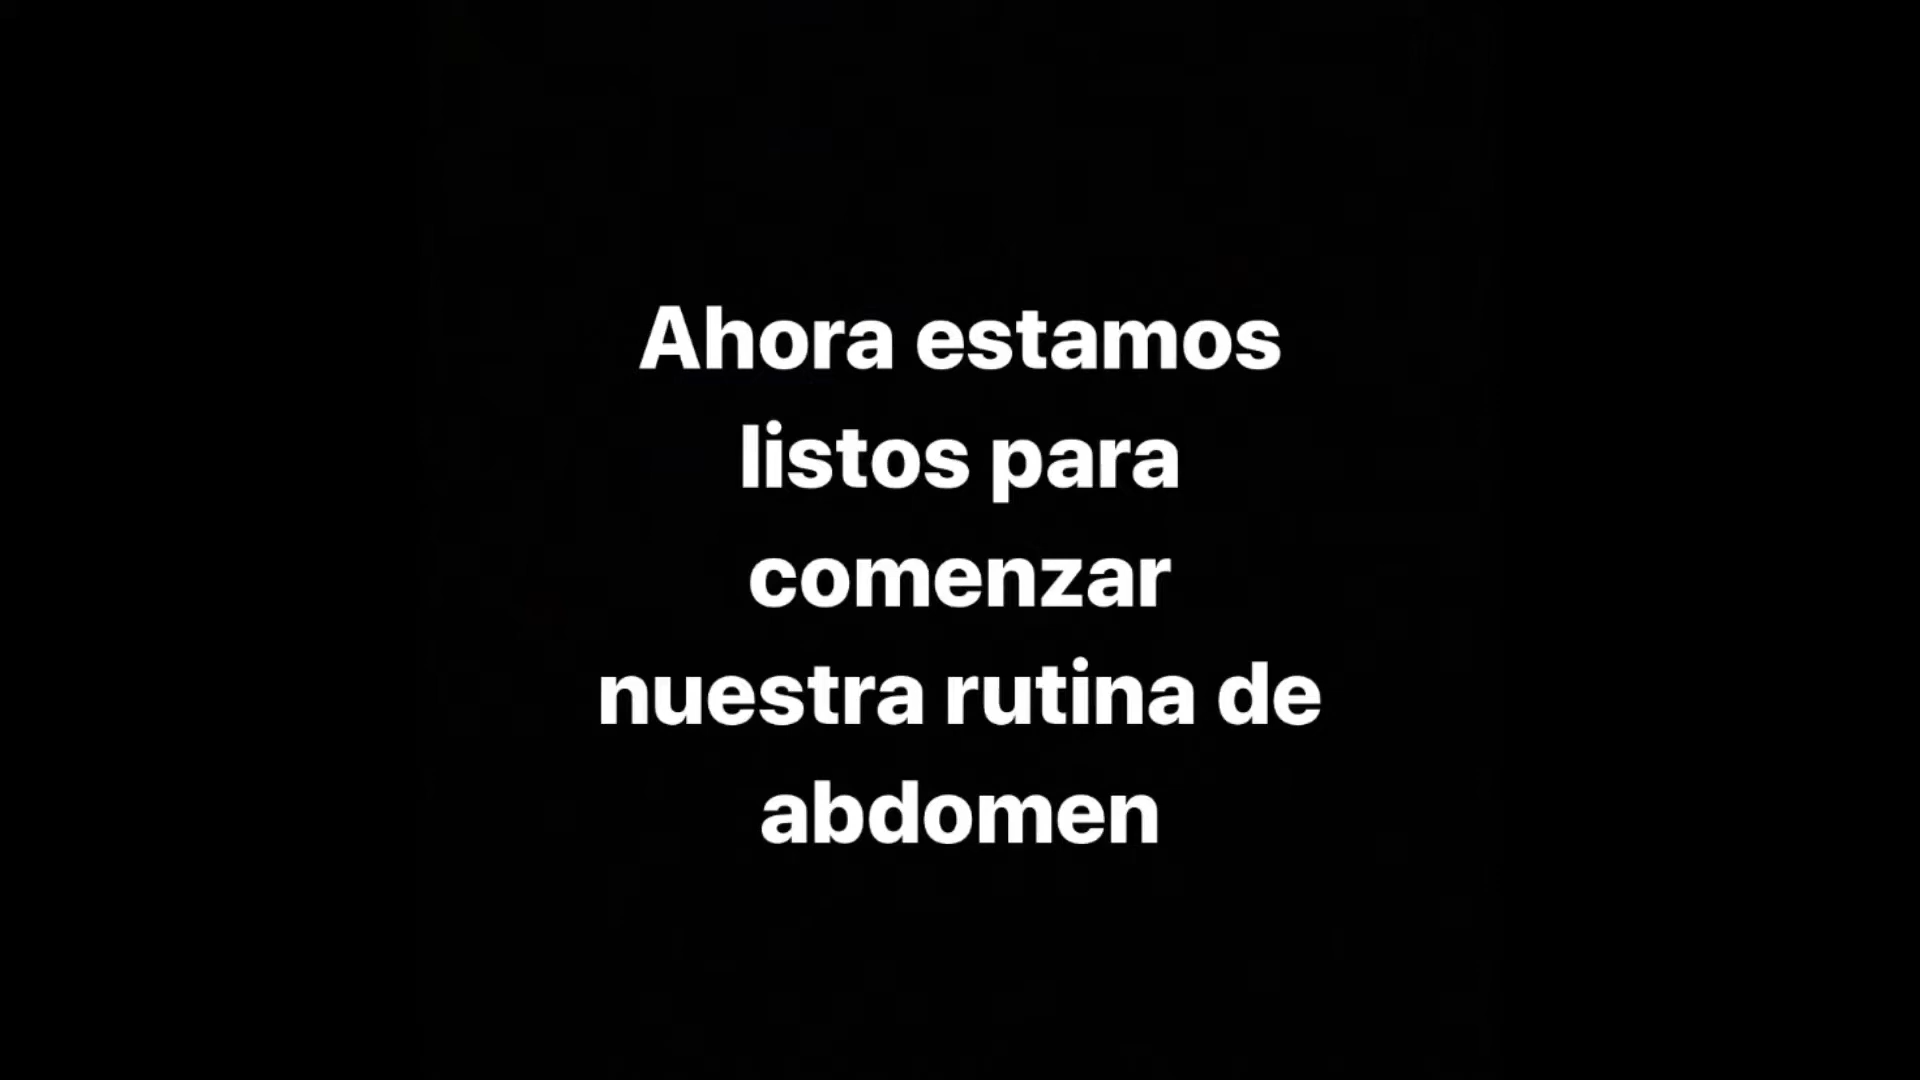 Ahora estamos
listos para
comenzar
nuestra rutina de
abdomen